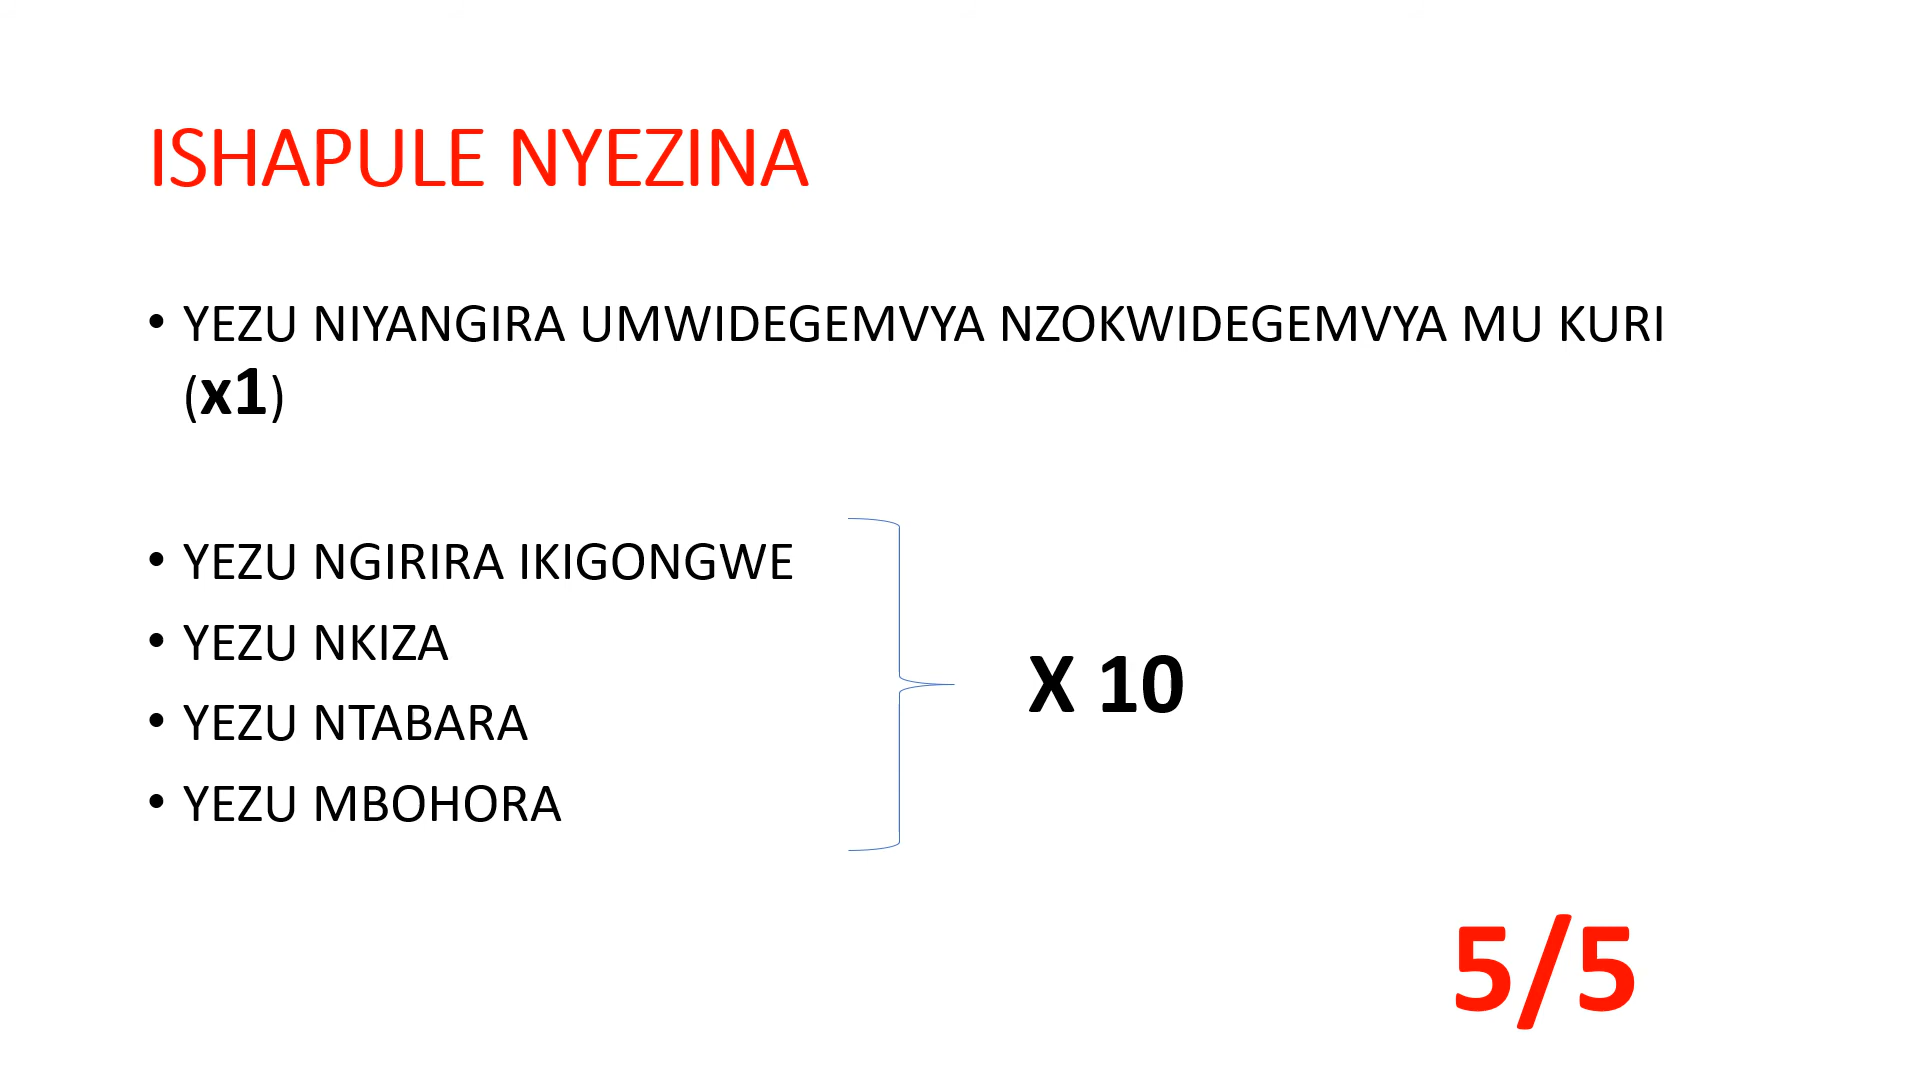 ISHAPULE NYEZINA
• YEZU NIYANGIRA UMWIDEGEMVYA NZOKWIDEGEMVYA MU KURI
(x1)
• YEZU NGIRIRA IKIGONGWE
• YEZU NKIZA
• YEZU NTABARA
• YEZU MBOHORA
X 10
5/5